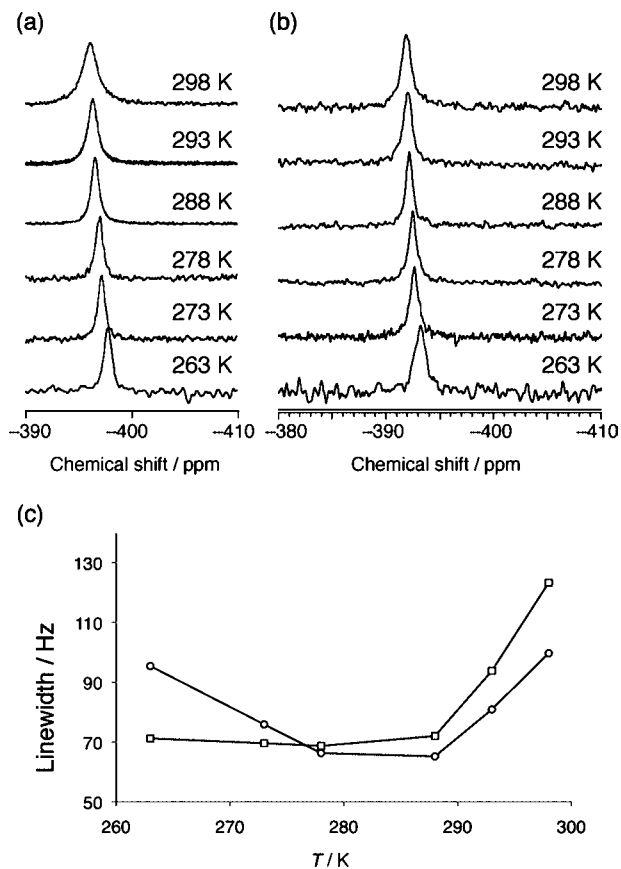 (a)
298 K
293 K
288 K
278 K
273 K
263 K
−390 −400 −410
Chemical shift / ppm
(b)
298 K
293 K
288 K
278 K
273 K
263 K
−380 −390 −400 −410
Chemical shift / ppm
(c)
Linewidth / Hz
130
110
90
70
50
260 270 280 290 300
T / K